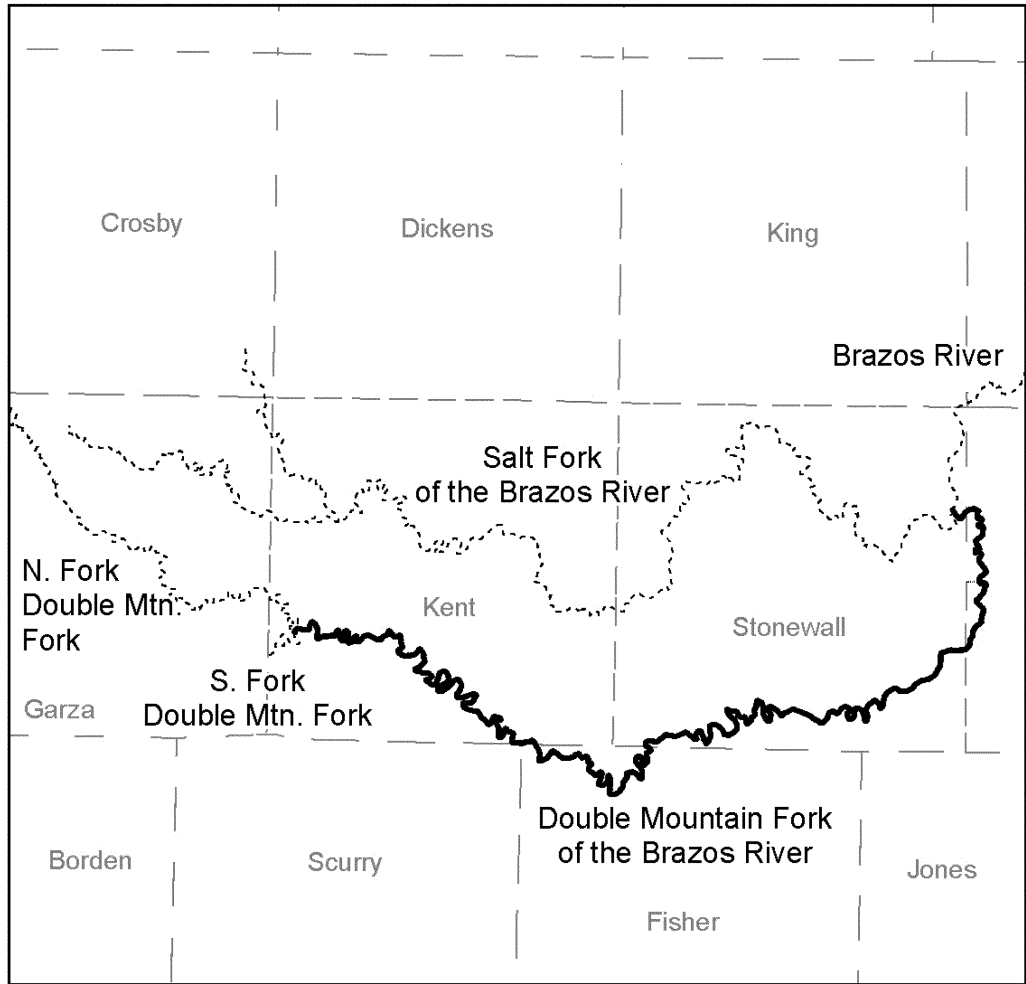 Crosby
Dickens
King
Brazos River
Salt Fork
of the Brazos River
N. Fork
Double Mtn.
Fork
Kent
Stonewall
S. Fork
Double Mtn. Fork
Garza
Double Mountain Fork
of the Brazos River
Borden
Scurry
Jones
Fisher